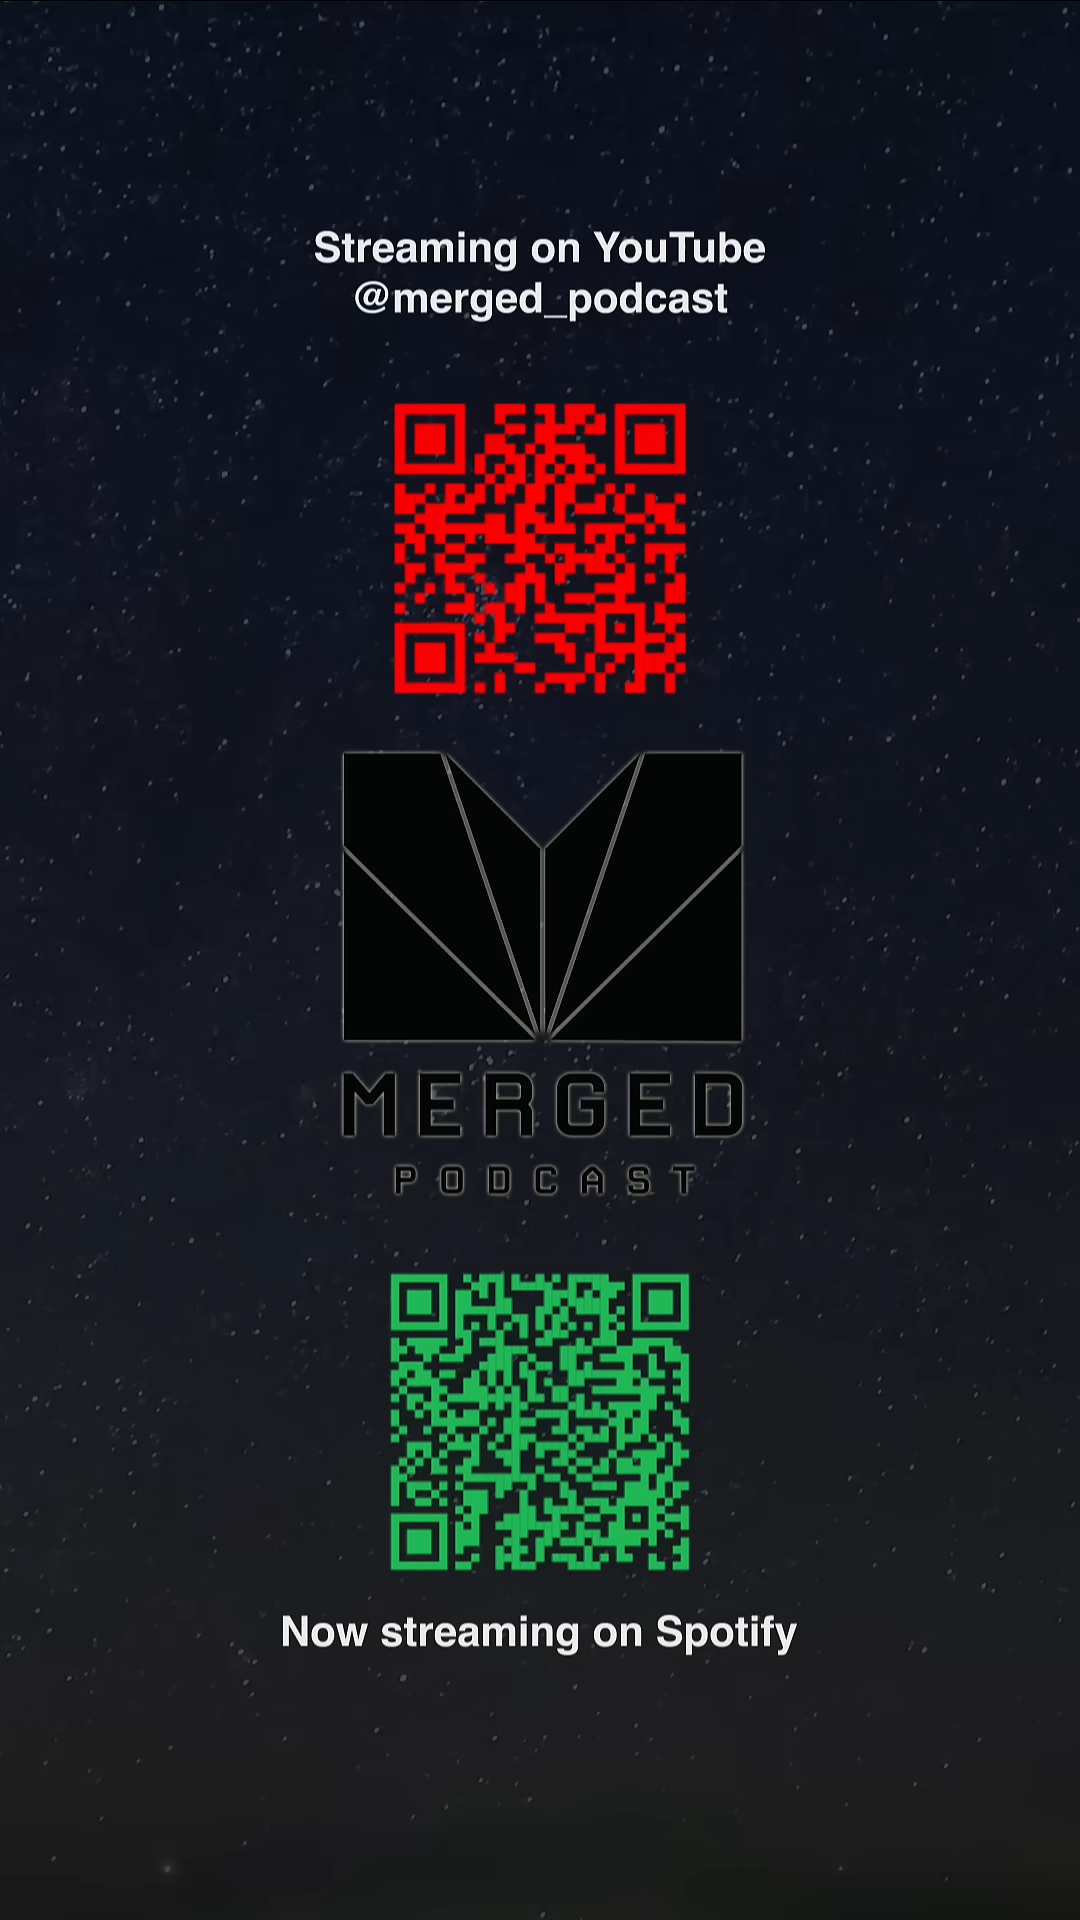 Streaming on YouTube
@merged_podcast
MERGED
PODCAST
Now streaming on Spotify